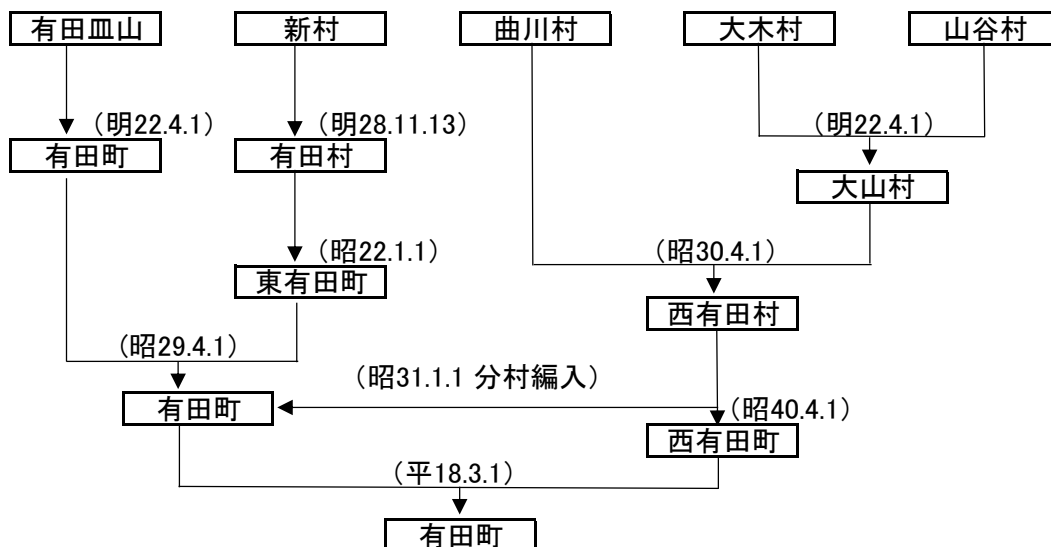 有田皿山 新村 曲川村 大木村 山谷村
（明22.4.1） （明28.11.13） （明22.4.1）
有田町 有田村
大山村
（昭22.1.1） （昭30.4.1）
東有田町
西有田村
（昭29.4.1）
（昭31.1.1 分村編入）
有田町 （昭40.4.1）
西有田町
（平18.3.1）
有田町